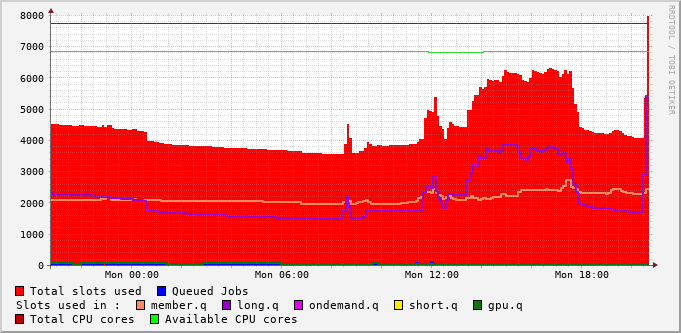 8000
7000
6000
5000
4000
3000
2000
1000
0
Mon 00:00 Mon 06:00 Mon 12:00 Mon 18:00
Total slots used Queued Jobs
Slots used in : member.q long.q ondemand.q short.q gpu.q
Total CPU cores Available CPU cores
RRDTOOL / TOBI OETIKER